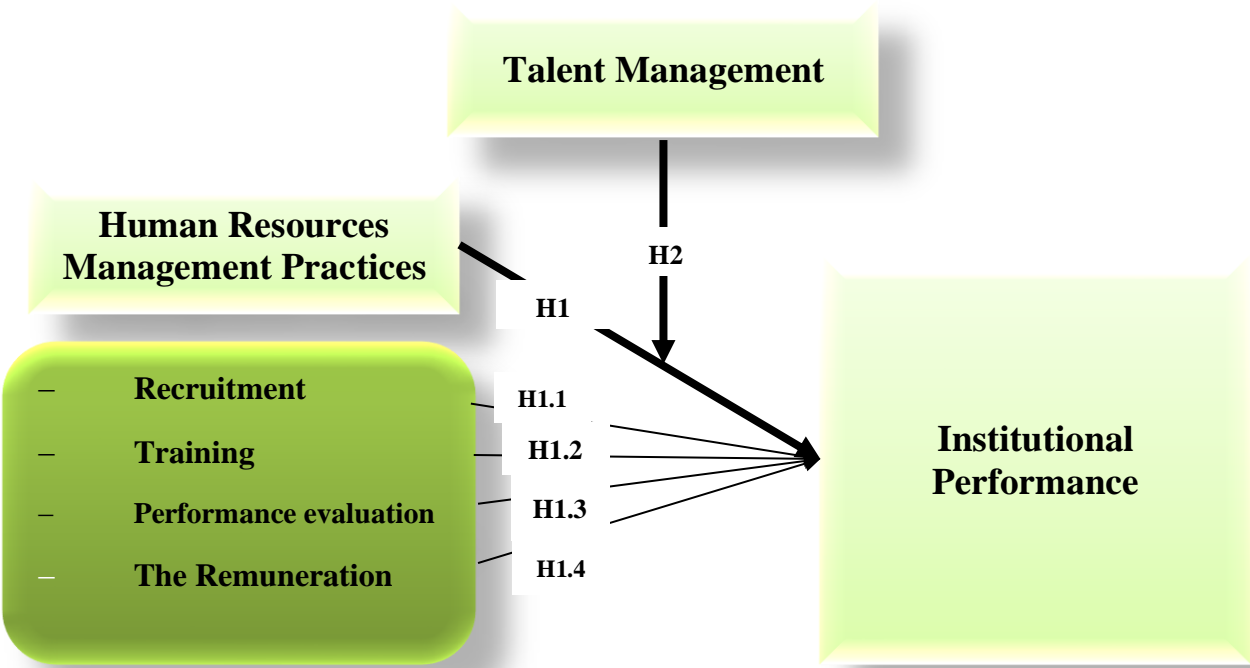 Talent Management
Human Resources
Management Practices
H2
H1
– Recruitment
H1.1
– Training
H1.2
– Performance evaluation
H1.3
– The Remuneration
H1.4
Institutional
Performance